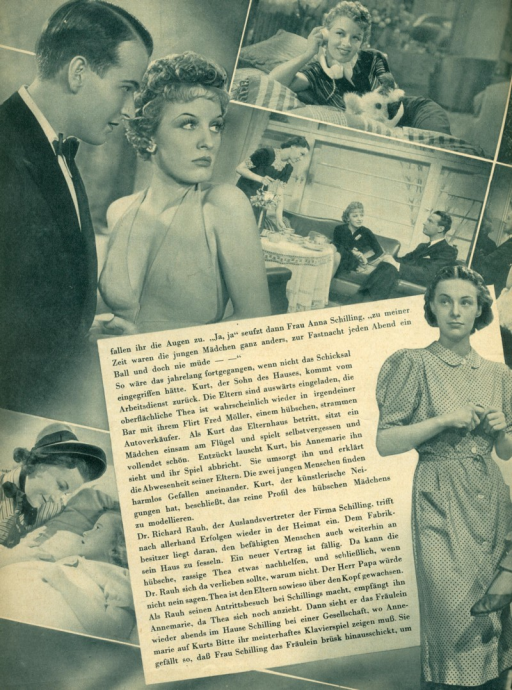 fallen ihr die Augen zu. „Ja, ja“ seufzt dann Frau Anna Schilling, „zu meiner
Zeit waren die jungen Mädchen ganz anders, zur Fastnacht jeden Abend ein
Ball und doch nie müde — —“
So wäre das jahrelang fortgegangen, wenn nicht das Schicksal
eingegriffen hätte. Kurt, der Sohn des Hauses, kommt vom
Arbeitsdienst zurück. Die Eltern sind auswärts eingeladen, die
oberflächliche Thea ist wahrscheinlich wieder in irgendeiner
Bar mit ihrem Flirt Fred Möller, einem hübschen, strammen
Autoverkäufer. Als Kurt das Elternhaus betritt, sitzt ein
Mädchen einsam am Flügel und spielt selbstvergessen und
vollendet schön. Entzückt lauscht Kurt, bis Annemarie ihn
sieht und ihr Spiel abbricht. Sie umsorgt ihn und erklärt
die Abwesenheit seiner Eltern. Die zwei jungen Menschen finden
harmlos Gefallen aneinander. Kurt, der künstlerische Nei-
gungen hat, beschließt, das reine Profil des hübschen Mädchens
zu modellieren.
Dr. Richard Rauh, der Auslandsvertreter der Firma Schilling, trifft
nach allerhand Erfolgen wieder in der Heimat ein. Dem Fabrik-
besitzer liegt daran, den befähigten Menschen auch weiterhin an
sein Haus zu fesseln. Ein neuer Vertrag ist fällig. Da kann die
hübsche, rassige Thea etwas nachhelfen, und schließlich, wenn
Dr. Rauh sich da verlieben sollte, warum nicht. Der Herr Papa würde
nicht nein sagen. Thea ist den Eltern sowieso über den Kopf gewachsen.
Als Rauh seinen Antrittsbesuch bei Schillings macht, empfängt ihn
Annemarie, da Thea sich noch anzieht. Dann sieht er das Fräulein
wieder abends im Hause Schilling bei einer Gesellschaft, wo Anne-
marie auf Kurts Bitte ihr meisterhaftes Klavierspiel zeigen muß. Sie
gefällt so, daß Frau Schilling das Fräulein brüsk hinausschickt, um